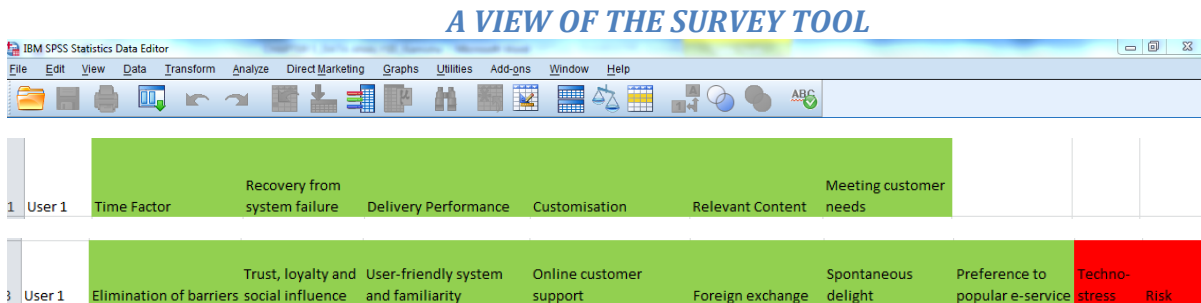 A VIEW OF THE SURVEY TOOL
IBM SPSS Statistics Data Editor
File Edit View Data Transform Analyze Direct Marketing Graphs Utilities Add-ons Window Help
ABC
1 User 1 Time Factor Recovery from system failure Delivery Performance Customisation Relevant Content Meeting customer needs
3 User 1 Elimination of barriers Trust, loyalty and social influence User-friendly system and familiarity Online customer support Foreign exchange Spontaneous delight Preference to popular e-service Techno-stress Risk